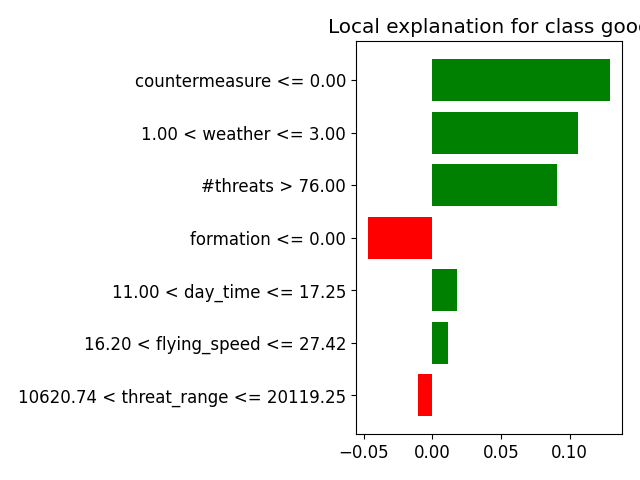 Local explanation for class goo
countermeasure <= 0.00
1.00 < weather <= 3.00
#threats > 76.00
formation <= 0.00
11.00 < day_time <= 17.25
16.20 < flying_speed <= 27.42
10620.74 < threat_range <= 20119.25
−0.05 0.00 0.05 0.10